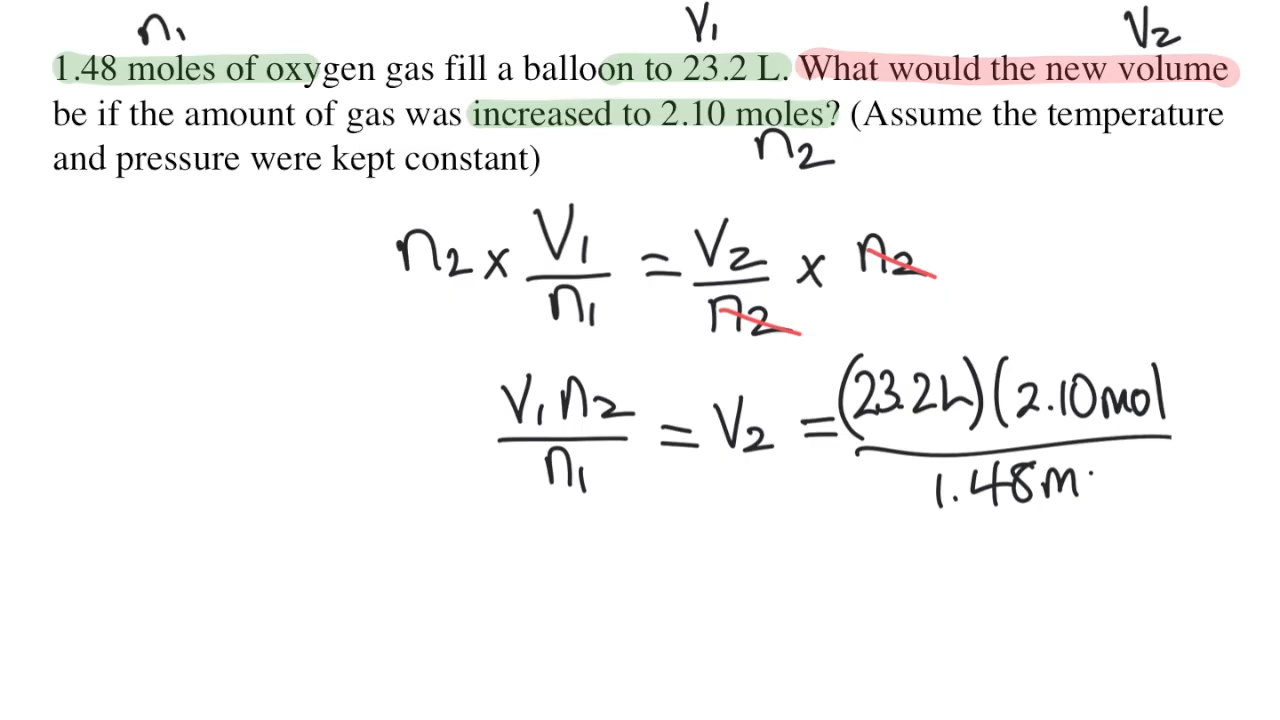 n₁ V₁ V₂
1.48 moles of oxygen gas fill a balloon to 23.2 L. What would the new volume
be if the amount of gas was increased to 2.10 moles? (Assume the temperature
n₂
and pressure were kept constant)
n₂ × V₁/n₁ = V₂/n₂ × n₂
V₁n₂/n₁ = V₂ = (23.2L)(2.10mol/1.48m